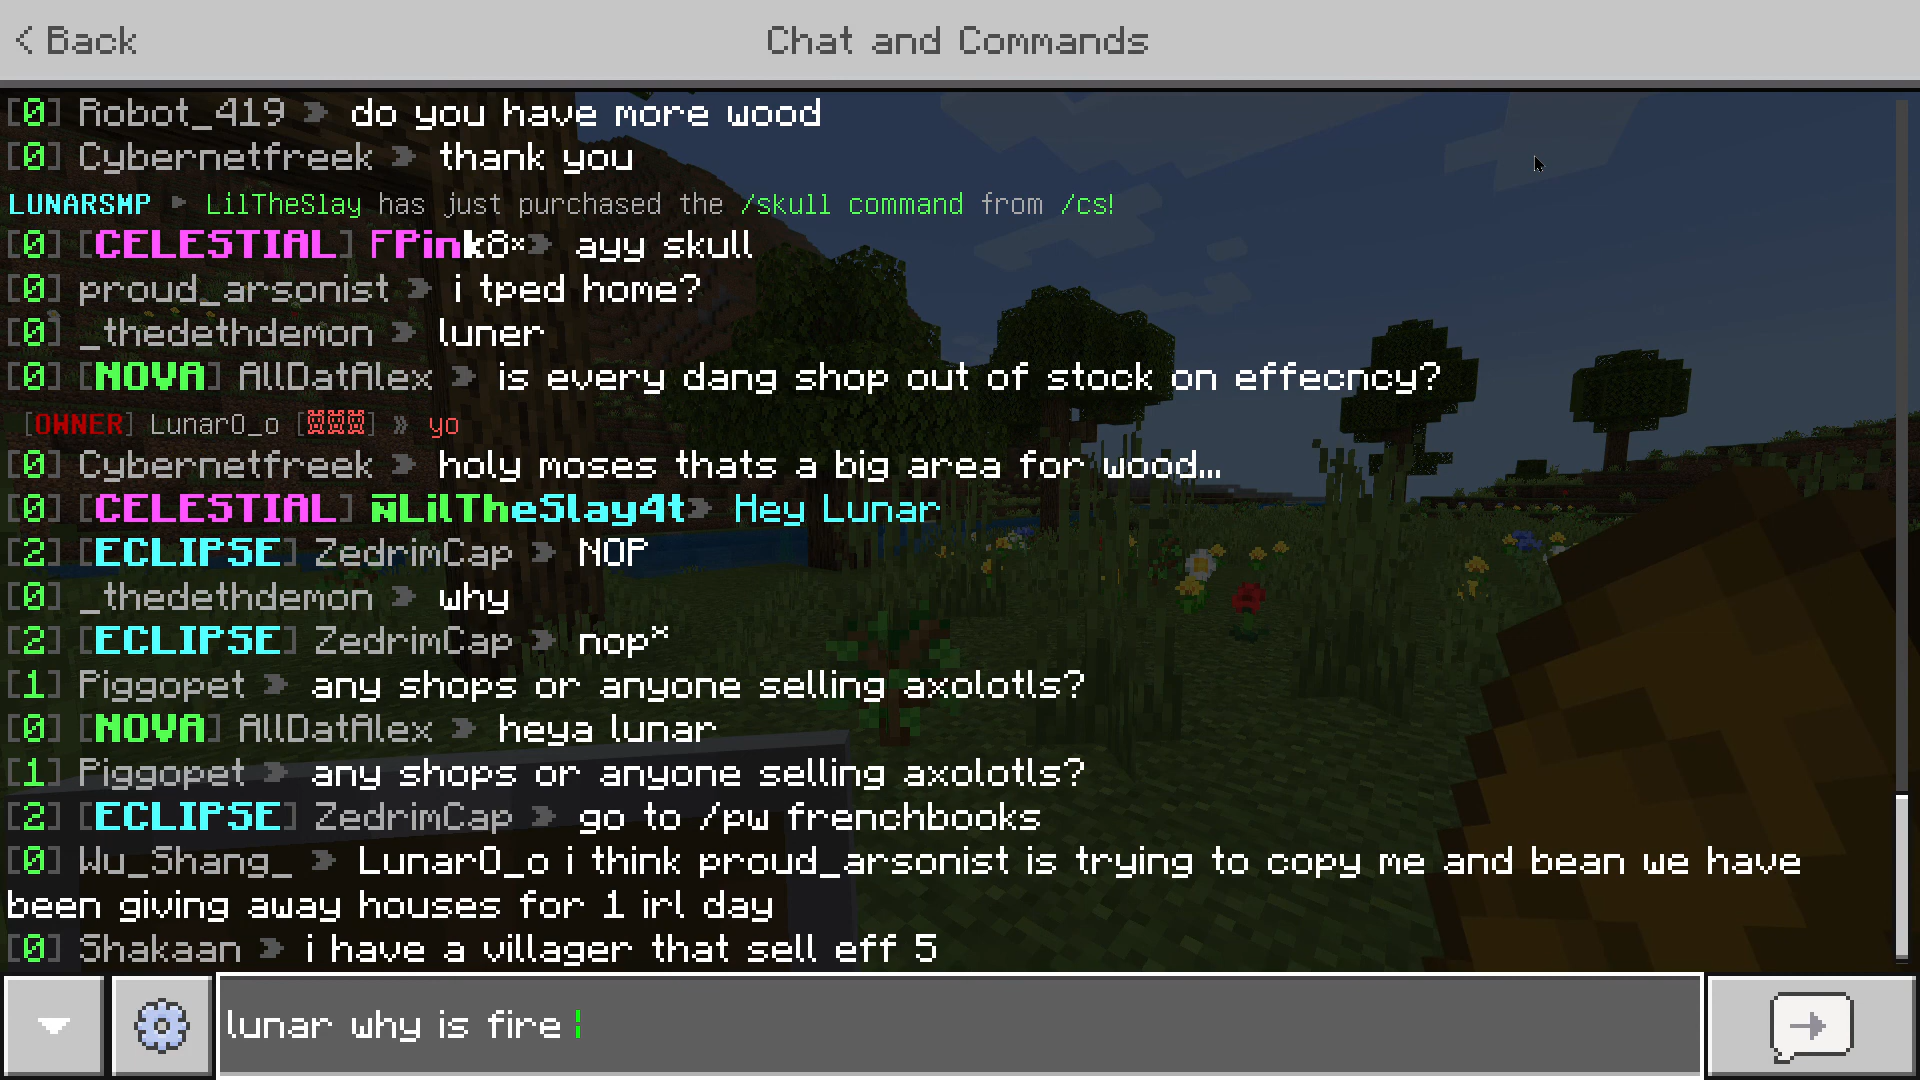 < Back
Chat and Commands
[0] Robot_419 » do you have more wood
[0] Cybernetfreek » thank you
LUNARSMP ► LilTheSlay has just purchased the /skull command from /cs!
[0] [CELESTIAL] FPink8× » ayy skull
[0] proud_arsonist » i tped home?
[0] _thedethdemon » luner
[0] [NOVA] AllDatAlex » is every dang shop out of stock on effecncy?
[OWNER] LunarO_o [] » yo
[0] Cybernetfreek » holy moses thats a big area for wood...
[0] [CELESTIAL] LilTheSlay4t » Hey Lunar
[2] [ECLIPSE] ZedrimCap » NOP
[0] _thedethdemon » why
[2] [ECLIPSE] ZedrimCap » nop*
[1] Piggopet » any shops or anyone selling axolotls?
[0] [NOVA] AllDatAlex » heya lunar
[1] Piggopet » any shops or anyone selling axolotls?
[2] [ECLIPSE] ZedrimCap » go to /pw frenchbooks
[0] Wu_Shang_ » LunarO_o i think proud_arsonist is trying to copy me and bean we have
been giving away houses for 1 irl day
[0] Shakaan » i have a villager that sell eff 5
lunar why is fire